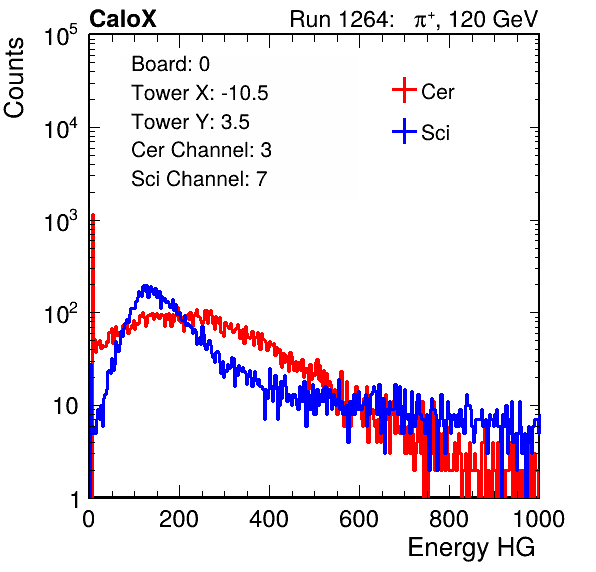 CaloX Run 1264: π⁺, 120 GeV
Counts
10⁵
10⁴
10³
10²
10
1
Board: 0
Tower X: -10.5
Tower Y: 3.5
Cer Channel: 3
Sci Channel: 7
Cer
Sci
0 200 400 600 800 1000
Energy HG